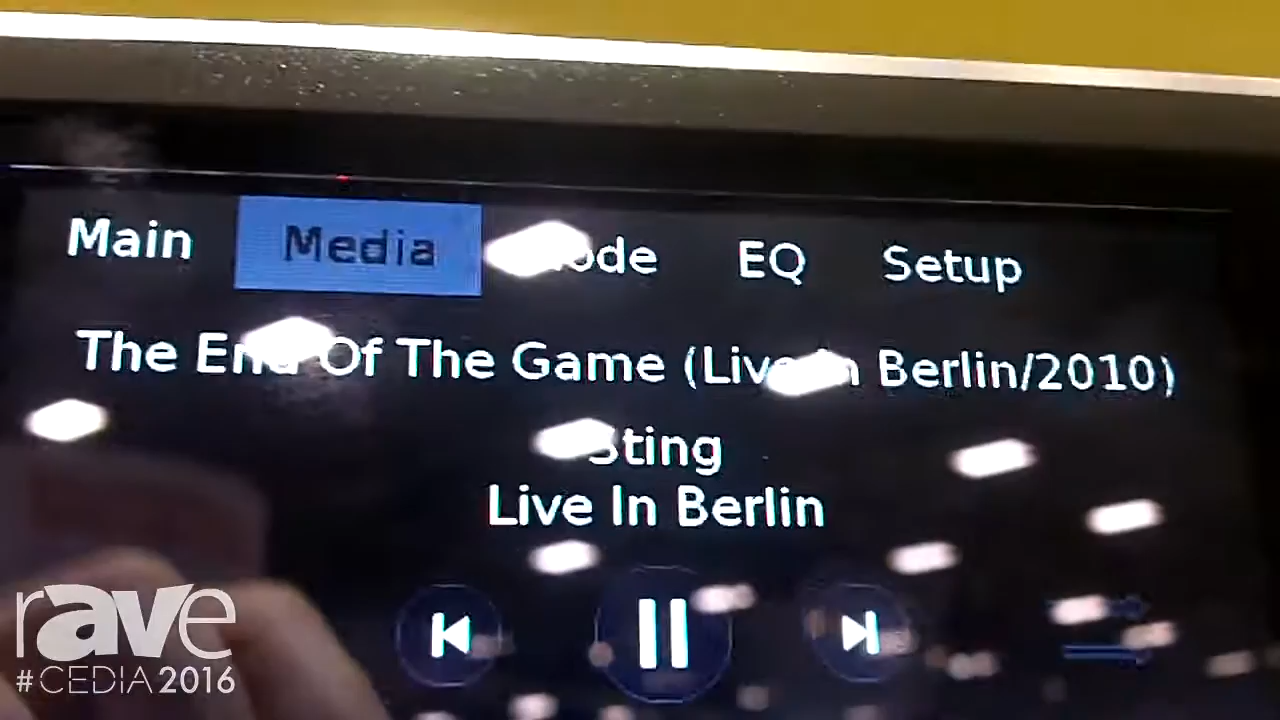 Main Media EQ Setup
The End Of The Game (Live In Berlin/2010)
Sting
Live In Berlin
rave
#CEDIA2016